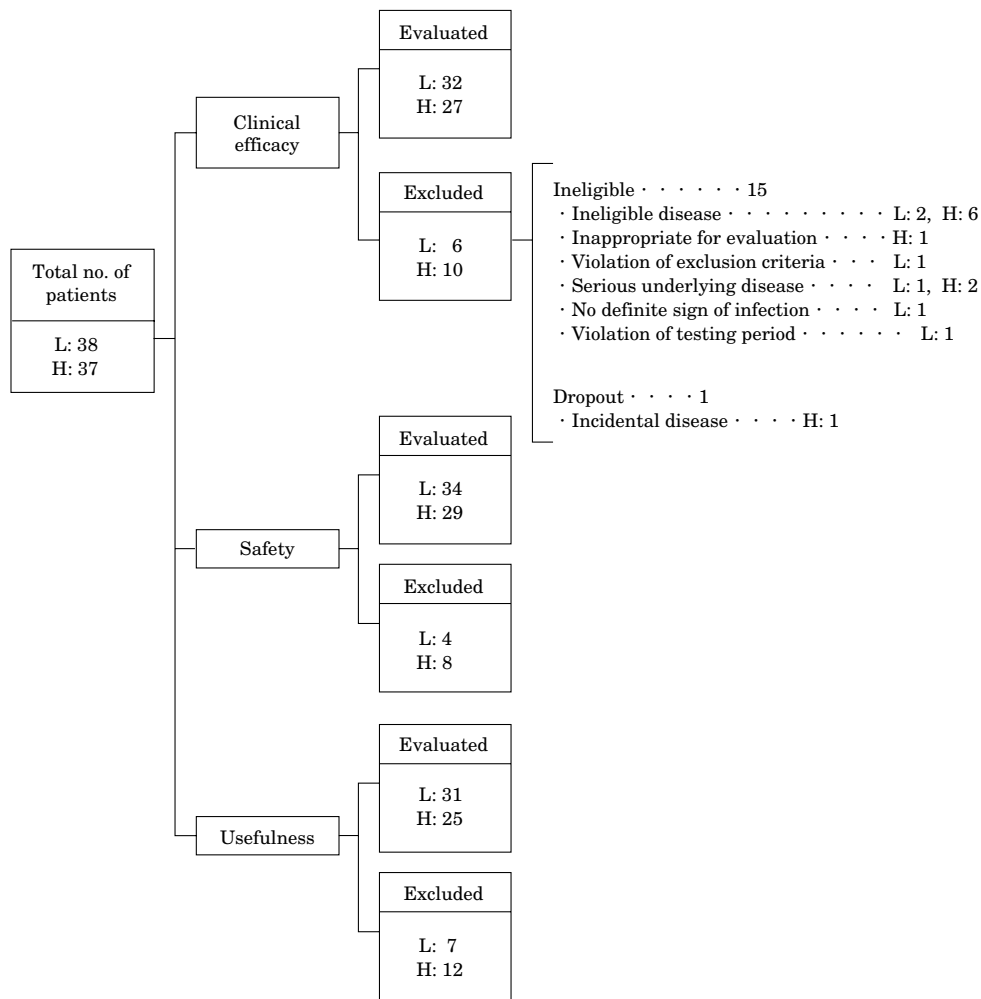 Total no. of
patients
L: 38
H: 37
Clinical
efficacy
Evaluated
L: 32
H: 27
Excluded
L: 6
H: 10
Ineligible · · · · · · 15
· Ineligible disease · · · · · · · · · L: 2, H: 6
· Inappropriate for evaluation · · · · H: 1
· Violation of exclusion criteria · · · L: 1
· Serious underlying disease · · · · L: 1, H: 2
· No definite sign of infection · · · · L: 1
· Violation of testing period · · · · · · L: 1
Dropout · · · · 1
· Incidental disease · · · · H: 1
Safety
Evaluated
L: 34
H: 29
Excluded
L: 4
H: 8
Usefulness
Evaluated
L: 31
H: 25
Excluded
L: 7
H: 12